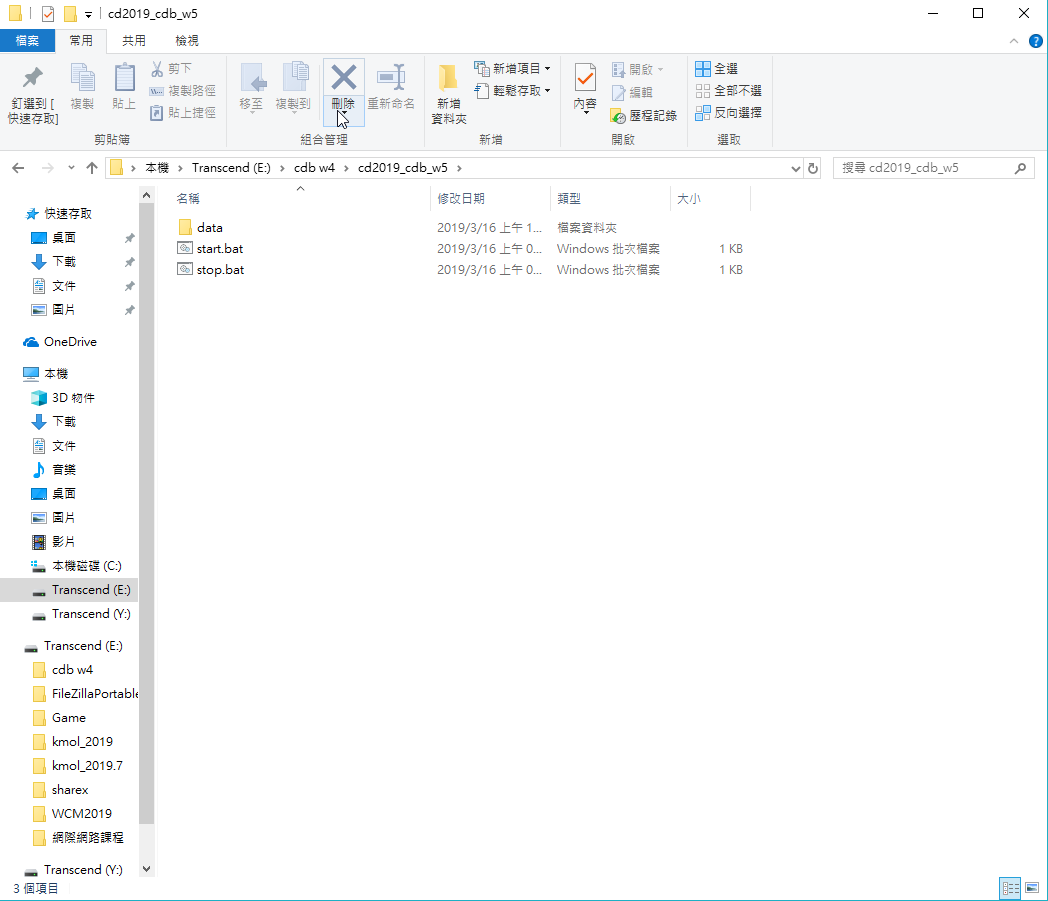 cd2019_cdb_w5
檔案 常用 共用 檢視
釘選到 [
快速存取]
複製
貼上
剪下
複製路徑
貼上捷徑
剪貼簿
移至
複製到
刪除
重新命名
組合管理
新增
資料夾
新增項目
輕鬆存取
新增
內容
開啟
編輯
歷程記錄
開啟
全選
全部不選
反向選擇
選取
本機 > Transcend (E:) > cdb w4 > cd2019_cdb_w5 >
搜尋 cd2019_cdb_w5
名稱 修改日期 類型 大小
data 2019/3/16 上午 1... 檔案資料夾
start.bat 2019/3/16 上午 0... Windows 批次檔案 1 KB
stop.bat 2019/3/16 上午 0... Windows 批次檔案 1 KB
快速存取
桌面
下載
文件
圖片
OneDrive
本機
3D 物件
下載
文件
音樂
桌面
圖片
影片
本機磁碟 (C:)
Transcend (E:)
Transcend (Y:)
Transcend (E:)
cdb w4
FileZillaPortable
Game
kmol_2019
kmol_2019.7
sharex
WCM2019
網際網路課程
Transcend (Y:)
3 個項目